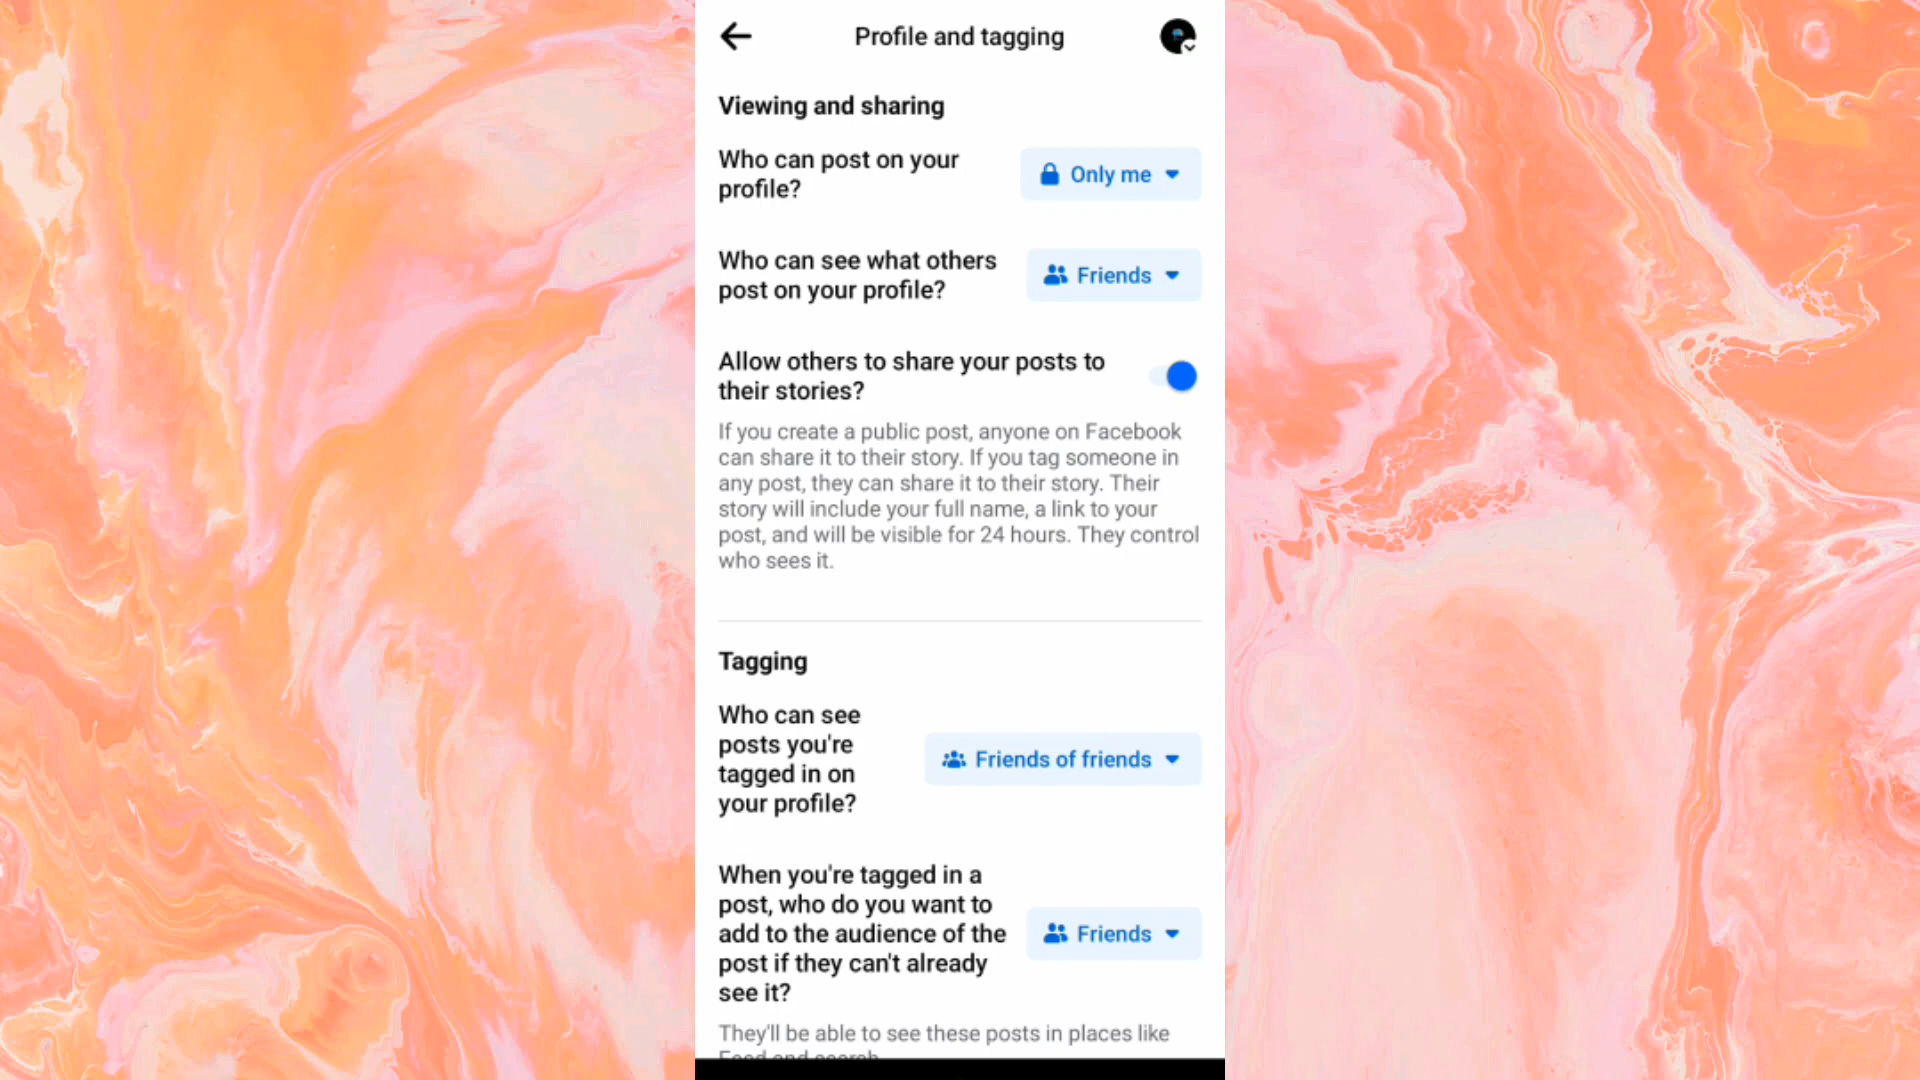 Profile and tagging
Viewing and sharing
Who can post on your
profile?
Only me
Who can see what others
post on your profile?
Friends
Allow others to share your posts to
their stories?
If you create a public post, anyone on Facebook
can share it to their story. If you tag someone in
any post, they can share it to their story. Their
story will include your full name, a link to your
post, and will be visible for 24 hours. They control
who sees it.
Tagging
Who can see
posts you're
tagged in on
your profile?
Friends of friends
When you're tagged in a
post, who do you want to
add to the audience of the
post if they can't already
see it?
Friends
They'll be able to see these posts in places like
Feed and search